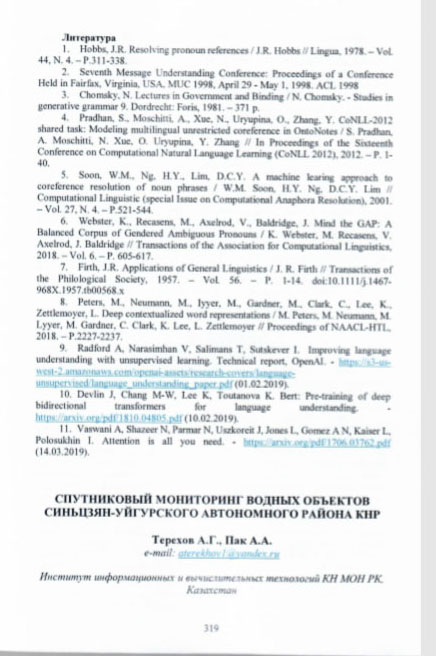 Литература
1. Hobbs, J.R. Resolving pronoun references / J.R. Hobbs // Lingua, 1978. – Vol.
44, N. 4. – P.311-338.
2. Seventh Message Understanding Conference: Proceedings of a Conference
Held in Fairfax, Virginia, USA, MUC 1998, April 29 - May 1, 1998. ACL 1998
3. Chomsky, N. Lectures in Government and Binding / N. Chomsky. - Studies in
generative grammar 9. Dordrecht: Foris, 1981. – 371 p.
4. Pradhan, S., Moschitti, A., Xue, N., Uryupina, O., Zhang, Y. CoNLL-2012
shared task: Modeling multilingual unrestricted coreference in OntoNotes / S. Pradhan,
A. Moschitti, N. Xue, O. Uryupina, Y. Zhang // In Proceedings of the Sixteenth
Conference on Computational Natural Language Learning (CoNLL 2012), 2012. – P. 1-
40.
5. Soon, W.M., Ng, H.Y., Lim, D.C.Y. A machine learing approach to
coreference resolution of noun phrases / W.M. Soon, H.Y. Ng, D.C.Y. Lim //
Computational Linguistic (special Issue on Computational Anaphora Resolution), 2001.
– Vol. 27, N. 4. – P.521-544.
6. Webster, K., Recasens, M., Axelrod, V., Baldridge, J. Mind the GAP: A
Balanced Corpus of Gendered Ambiguous Pronouns / K. Webster, M. Recasens, V.
Axelrod, J. Baldridge // Transactions of the Association for Computational Linguistics,
2018. – Vol. 6. – P. 605-617.
7. Firth, J.R. Applications of General Linguistics / J. R. Firth // Transactions of
the Philological Society, 1957. – Vol. 56. – P. 1-14. doi:10.1111/j.1467-
968X.1957.tb00568.x
8. Peters, M., Neumann, M., Iyyer, M., Gardner, M., Clark, C., Lee, K.,
Zettlemoyer, L. Deep contextualized word representations / M. Peters, M. Neumann, M.
Lyyer, M. Gardner, C. Clark, K. Lee, L. Zettlemoyer // Proceedings of NAACL-HTL,
2018. – P.2227-2237.
9. Radford A., Narasimhan V., Salimans T., Sutskever I. Improving language
understanding with unsupervised learning. Technical report, OpenAI. - https://s3-us-
west-2.amazonaws.com/openai-assets/research-covers/language-
unsupervised/language_understanding_paper.pdf (01.02.2019).
10. Devlin J., Chang M-W, Lee K., Toutanova K. Bert: Pre-training of deep
bidirectional transformers for language understanding. -
https://arxiv.org/pdf/1810.04805.pdf (10.02.2019).
11. Vaswani A., Shazeer N, Parmar N, Uszkoreit J, Jones L, Gomez A N, Kaiser L,
Polosukhin I. Attention is all you need. - https://arxiv.org/pdf/1706.03762.pdf
(14.03.2019).
СПУТНИКОВЫЙ МОНИТОРИНГ ВОДНЫХ ОБЪЕКТОВ
СИНЬЦЗЯН-УЙГУРСКОГО АВТОНОМНОГО РАЙОНА КНР
Терехов А.Г., Пак А.А.
e-mail: aterekhov1@yandex.ru
Институт информационных и вычислительных технологий КН МОН РК,
Казахстан
319